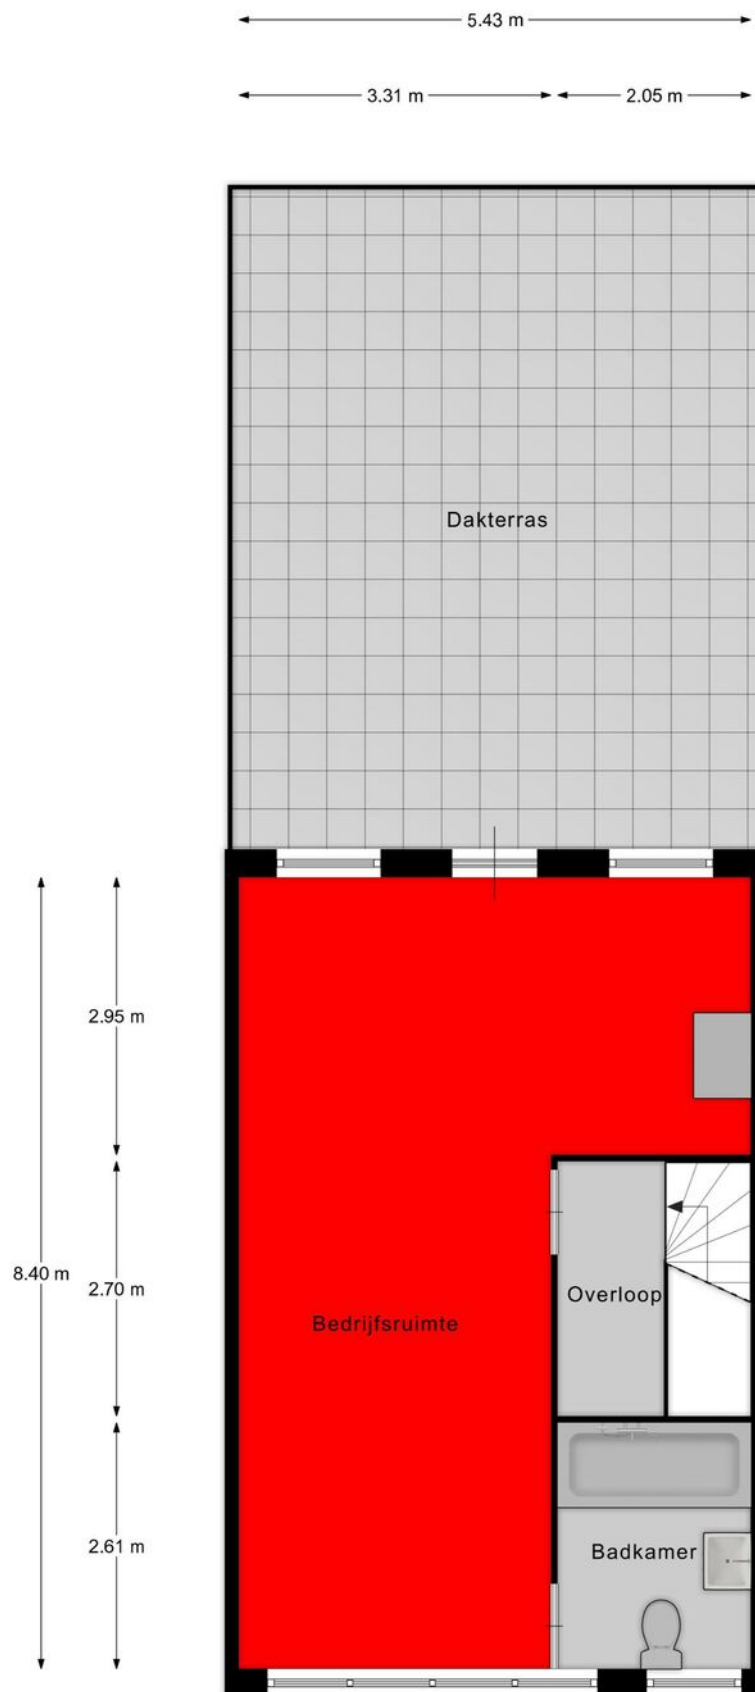 5.43 m
3.31 m
2.05 m
Dakterras
2.95 m
8.40 m
2.70 m
Overloop
Bedrijfsruimte
2.61 m
Badkamer